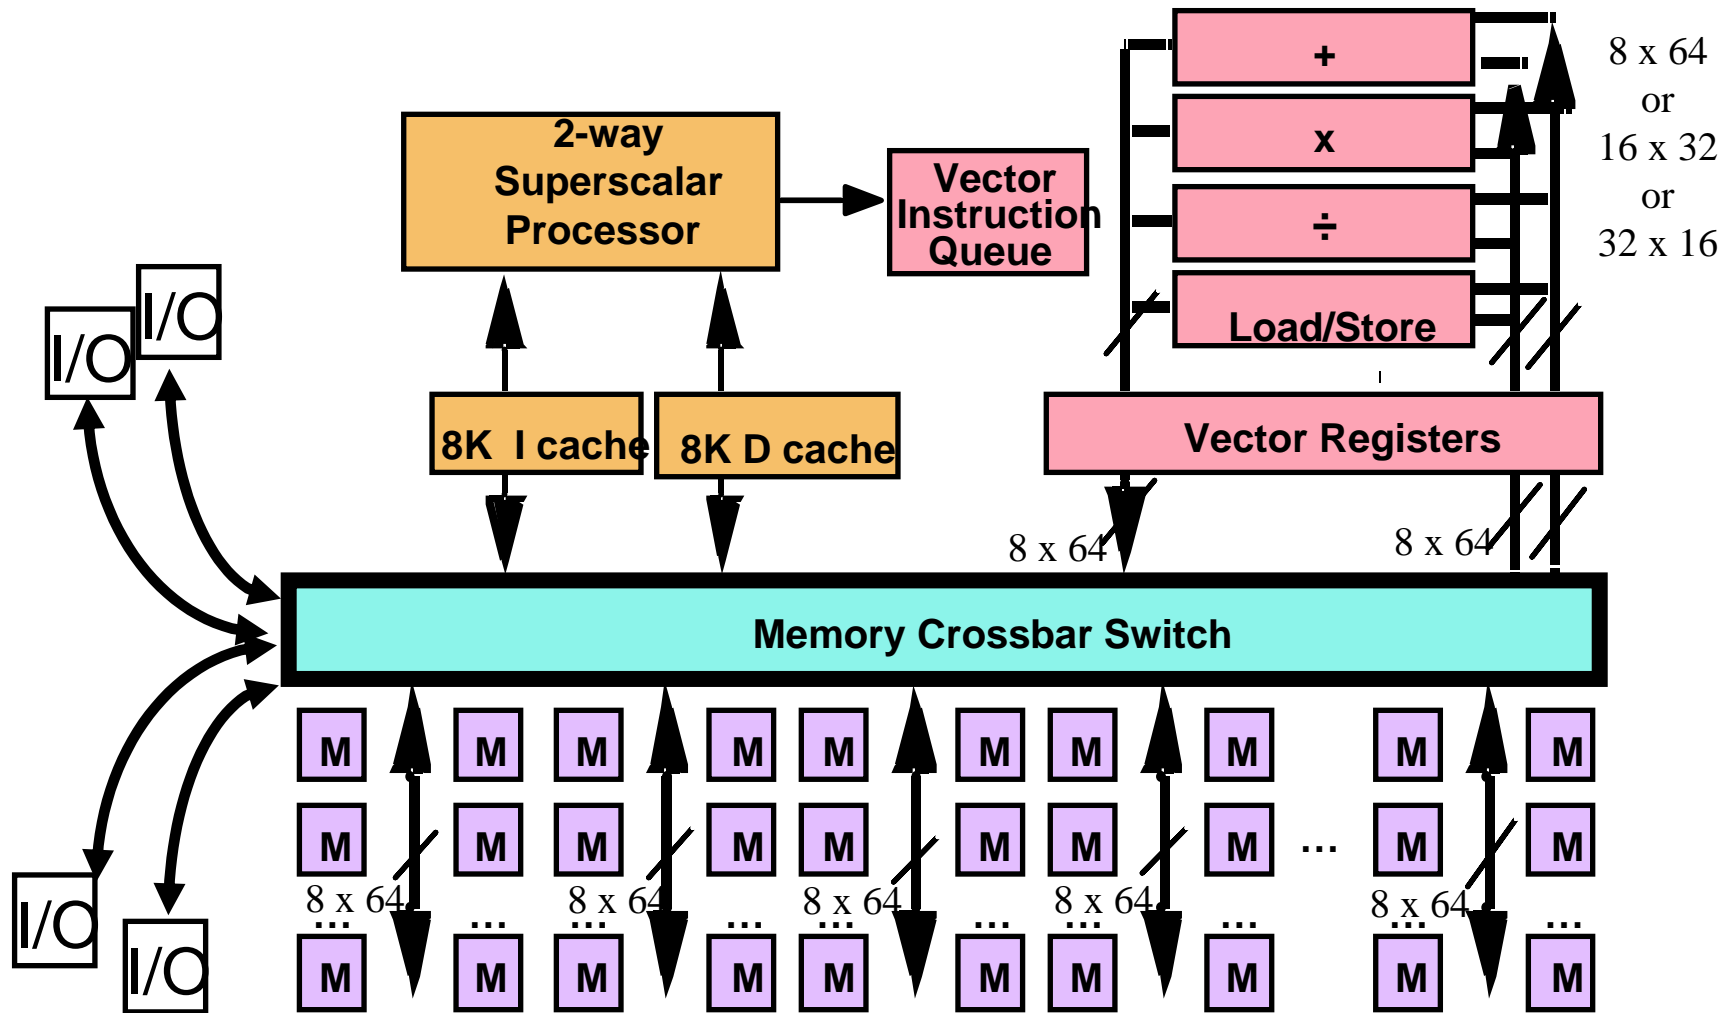 +
8 x 64
or
16 x 32
or
32 x 16
x
÷
Load/Store
2-way
Superscalar
Processor
Vector
Instruction
Queue
I/O
I/O
8K I cache
8K D cache
Vector Registers
8 x 64
8 x 64
Memory Crossbar Switch
M M M M M M M M M M
M M M M M M M M ... M M
8 x 64 8 x 64 8 x 64 8 x 64 8 x 64
... ... ... ... ... ... ... ... ... ...
M M M M M M M M M M
I/O
I/O